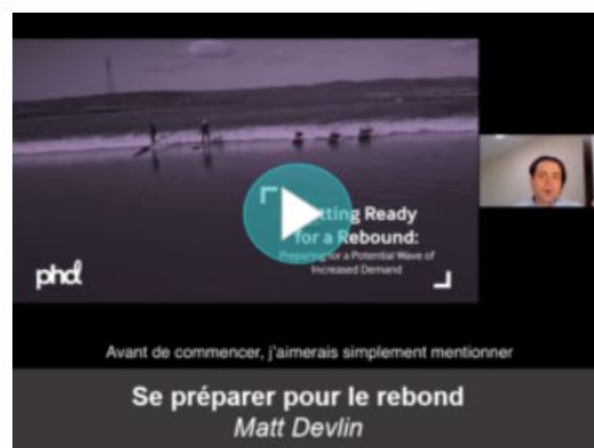 tting Ready
for a Rebound:
Preparing for a Potential Wave of
Increased Demand
phd
Avant de commencer, j'aimerais simplement mentionner
Se préparer pour le rebond
Matt Devlin